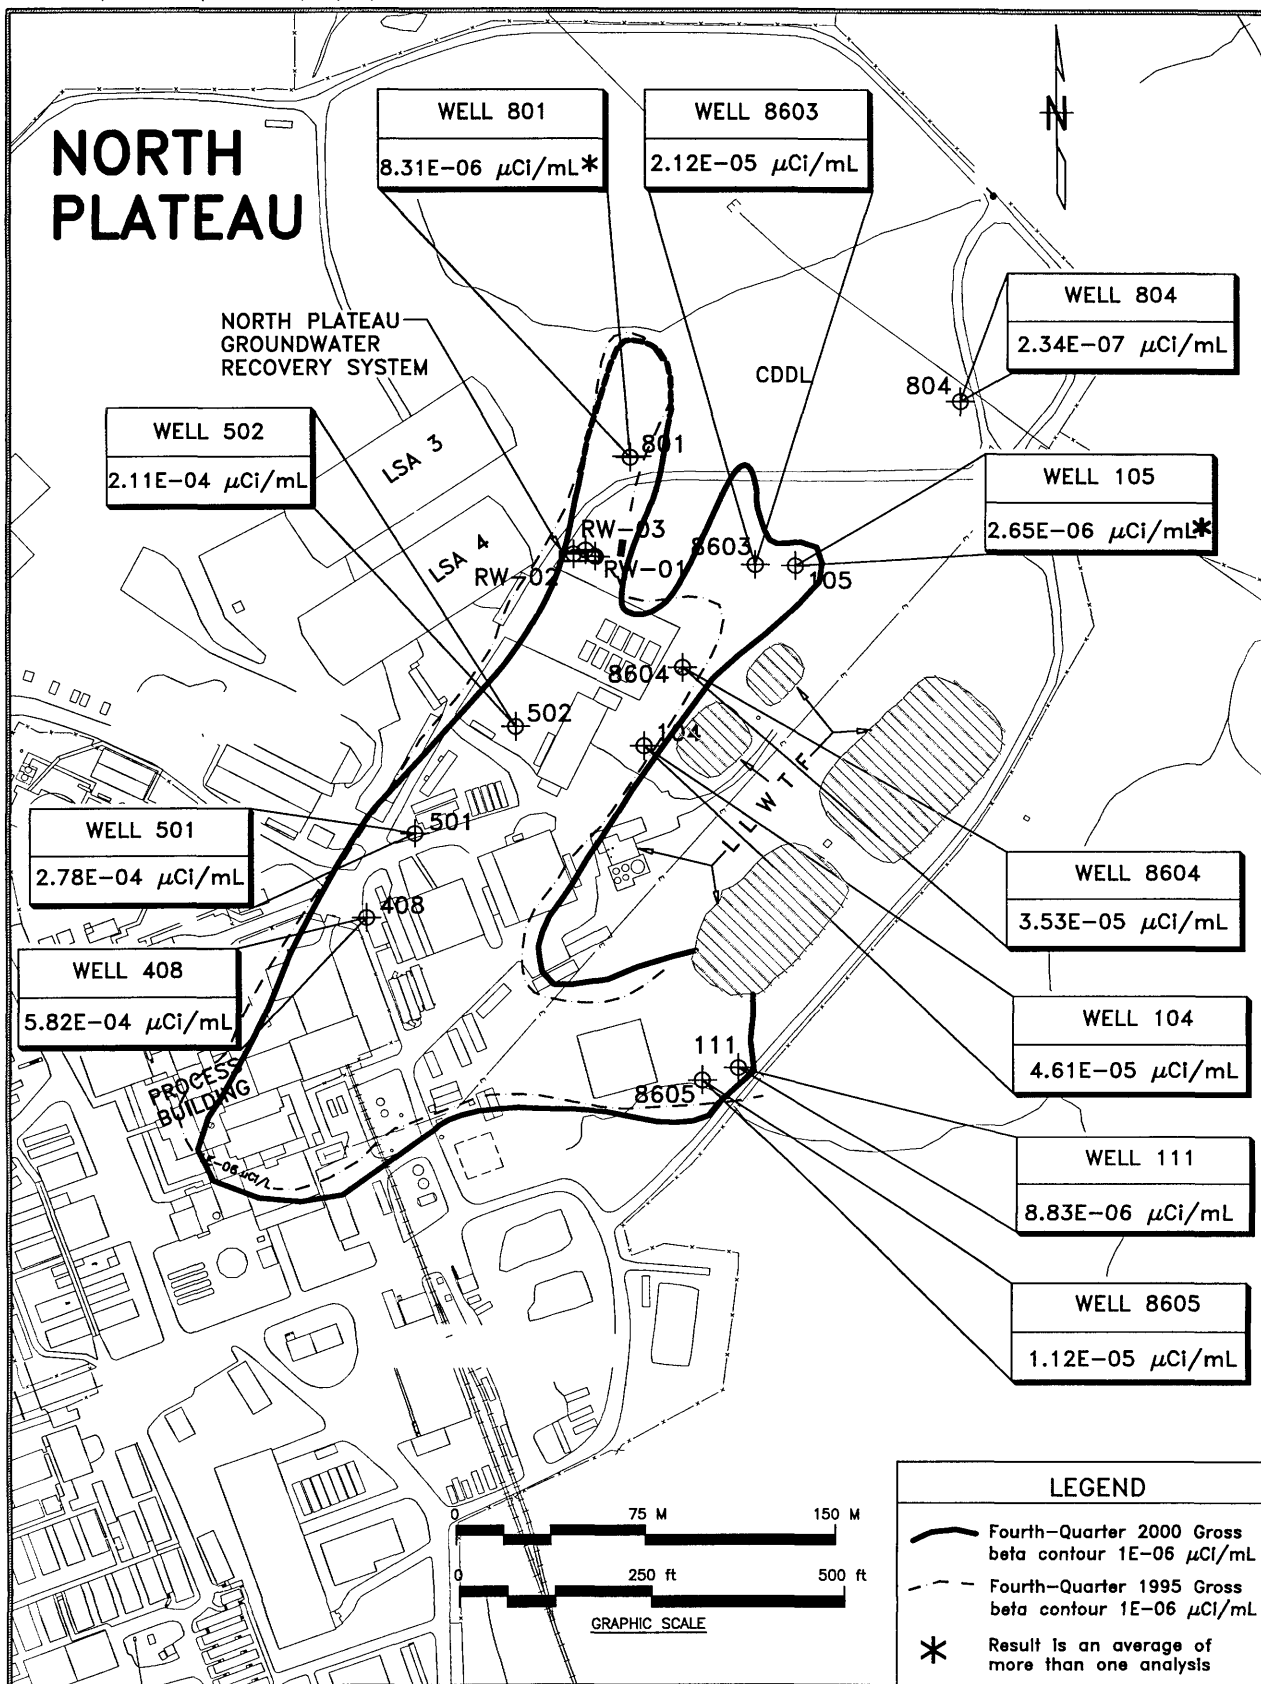 NORTH
PLATEAU
WELL 801
8.31E-06 µCi/mL*
WELL 8603
2.12E-05 µCi/mL
N
E
WELL 804
2.34E-07 µCi/mL
NORTH PLATEAU
GROUNDWATER
RECOVERY SYSTEM
CDDL
804
WELL 502
2.11E-04 µCi/mL
LSA 3
801
WELL 105
2.65E-06 µCi/mL*
LSA 4
RW-03
RW-02
RW-01
8603
105
8604
502
104
LLWTF
WELL 501
2.78E-04 µCi/mL
501
WELL 8604
3.53E-05 µCi/mL
408
WELL 408
5.82E-04 µCi/mL
WELL 104
4.61E-05 µCi/mL
PROCESS
BUILDING
111
8605
E-06 µCi/L
WELL 111
8.83E-06 µCi/mL
WELL 8605
1.12E-05 µCi/mL
0 75 M 150 M
0 250 ft 500 ft
GRAPHIC SCALE
LEGEND
Fourth-Quarter 2000 Gross
beta contour 1E-06 µCi/mL
Fourth-Quarter 1995 Gross
beta contour 1E-06 µCi/mL
* Result is an average of
more than one analysis